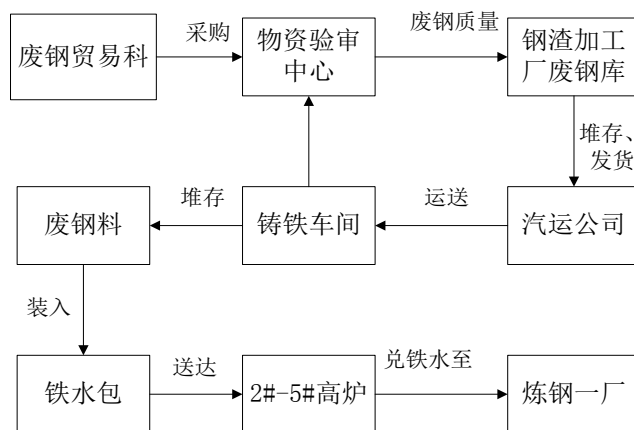 废钢贸易科
采购
物资验审
中心
废钢质量
钢渣加工
厂废钢库
堆存、
发货
废钢料
堆存
铸铁车间
运送
汽运公司
装入
铁水包
送达
2#-5#高炉
兑铁水至
炼钢一厂